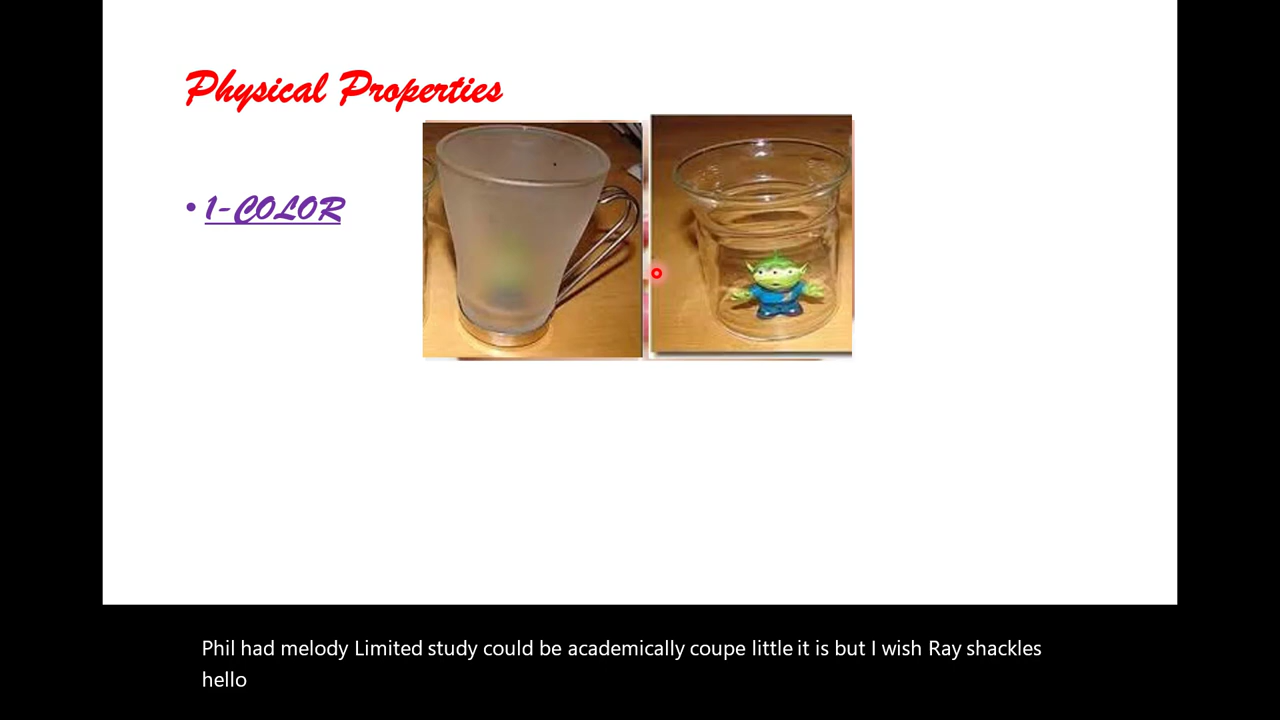 Physical Properties
• 1-COLOR
Phil had melody Limited study could be academically coupe little it is but I wish Ray shackles
hello